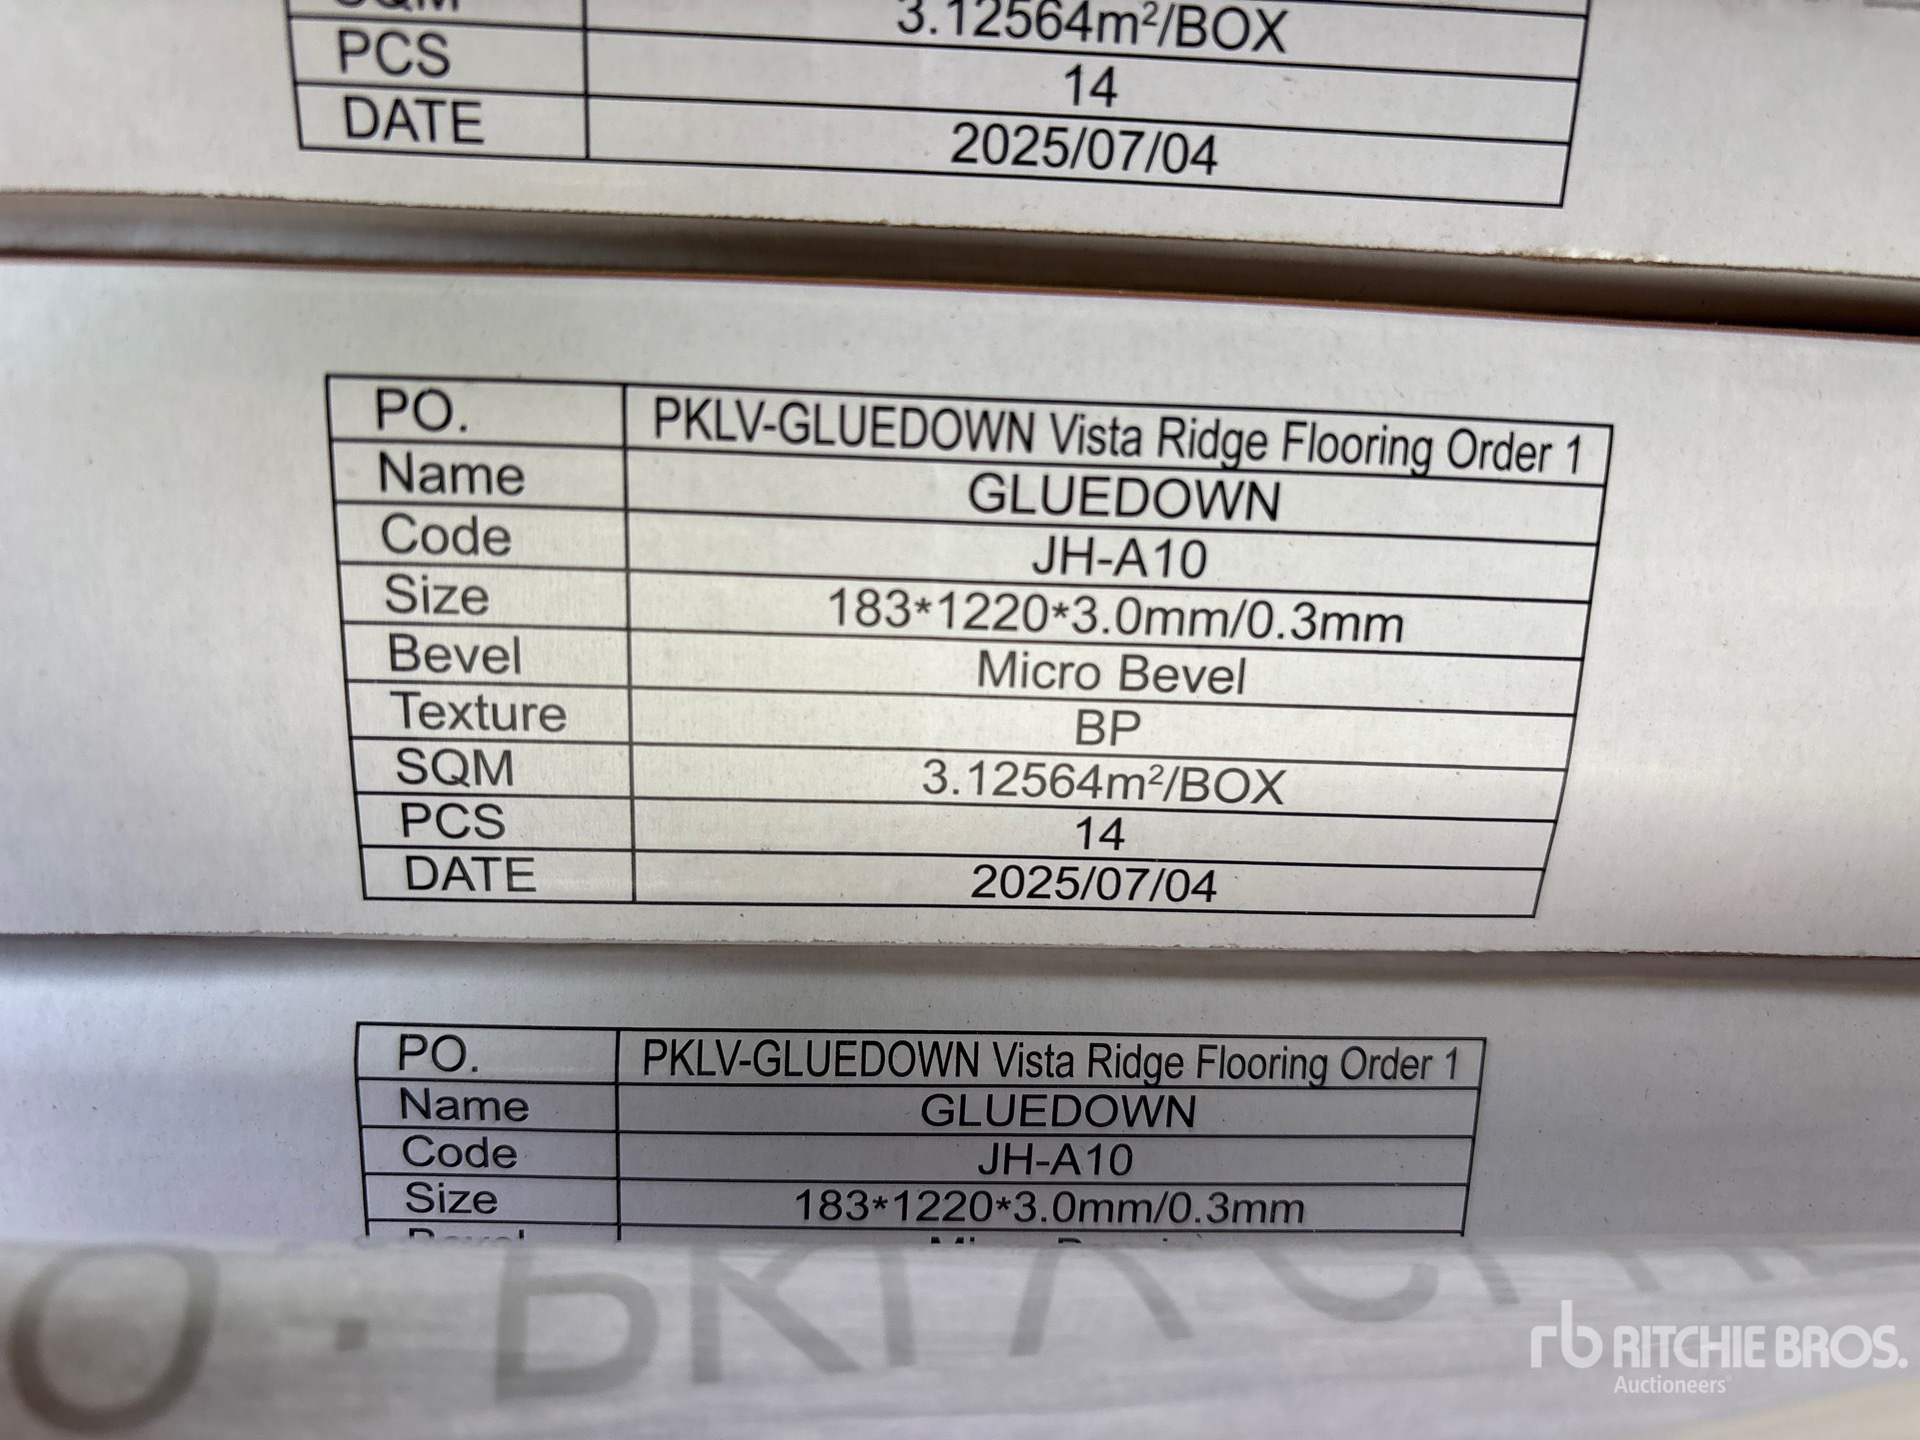 SQM 3.12564m²/BOX
PCS 14
DATE 2025/07/04
PO. PKLV-GLUEDOWN Vista Ridge Flooring Order 1
Name GLUEDOWN
Code JH-A10
Size 183*1220*3.0mm/0.3mm
Bevel Micro Bevel
Texture BP
SQM 3.12564m²/BOX
PCS 14
DATE 2025/07/04
PO. PKLV-GLUEDOWN Vista Ridge Flooring Order 1
Name GLUEDOWN
Code JH-A10
Size 183*1220*3.0mm/0.3mm
rb RITCHIE BROS.
Auctioneers